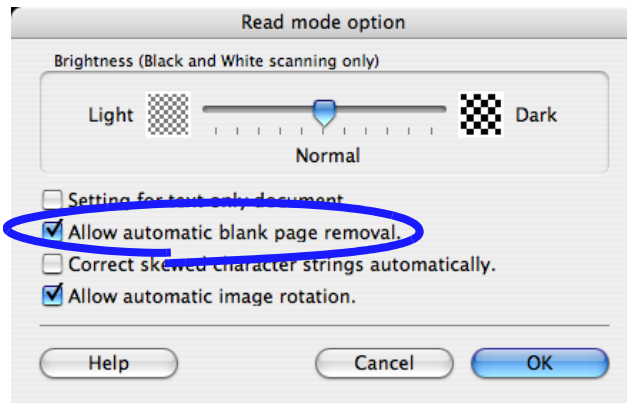 Read mode option
Brightness (Black and White scanning only)
Light Dark
Normal
Setting for text only document
Allow automatic blank page removal.
Correct skewed character strings automatically.
Allow automatic image rotation.
Help Cancel OK